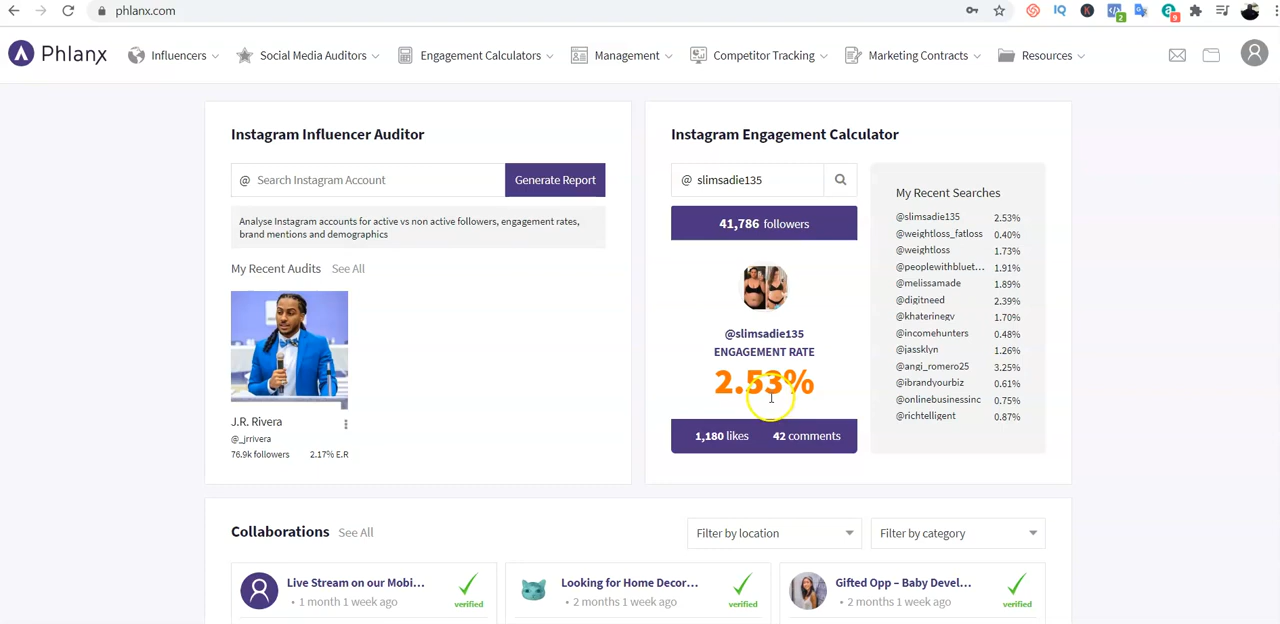 phlanx.com
2
9
Phlanx
Influencers
Social Media Auditors
Engagement Calculators
Management
Competitor Tracking
Marketing Contracts
Resources
Instagram Influencer Auditor
@ Search Instagram Account
Generate Report
Analyse Instagram accounts for active vs non active followers, engagement rates,
brand mentions and demographics
My Recent Audits See All
J.R. Rivera
@_jrrivera
76.9k followers 2.17% E.R
Instagram Engagement Calculator
@ slimsadie135
41,786 followers
@slimsadie135
ENGAGEMENT RATE
2.53%
1,180 likes 42 comments
My Recent Searches
@slimsadie135 2.53%
@weightloss_fatloss 0.40%
@weightloss 1.73%
@peoplewithbluet... 1.91%
@melissamade 1.89%
@digitneed 2.39%
@khaterinegv 1.70%
@incomehunters 0.48%
@jassklyn 1.26%
@angi_romero25 3.25%
@ibrandyourbiz 0.61%
@onlinebusinessinc 0.75%
@richtelligent 0.87%
Collaborations See All
Filter by location
Filter by category
Live Stream on our Mobi...
• 1 month 1 week ago
verified
Looking for Home Decor...
• 2 months 1 week ago
verified
Gifted Opp – Baby Devel...
• 2 months 1 week ago
verified